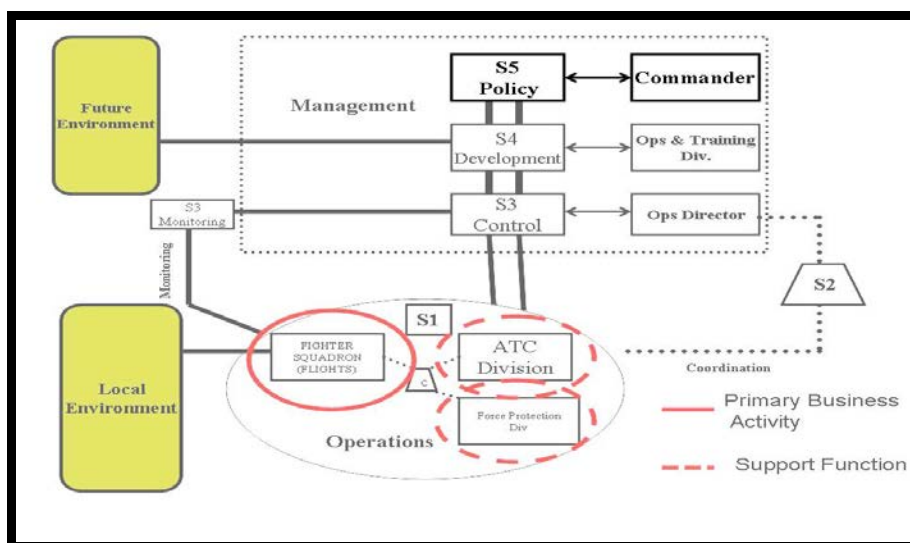 S5
Policy
Commander
Management
Future
Environment
S4
Development
Ops & Training
Div.
S3
Monitoring
S3
Control
Ops Director
Monitoring
S2
S1
FIGHTER
SQUADRON
(FLIGHTS)
ATC
Division
C
Local
Environment
Coordination
Force Protection
Div
Operations
Primary Business
Activity
Support Function